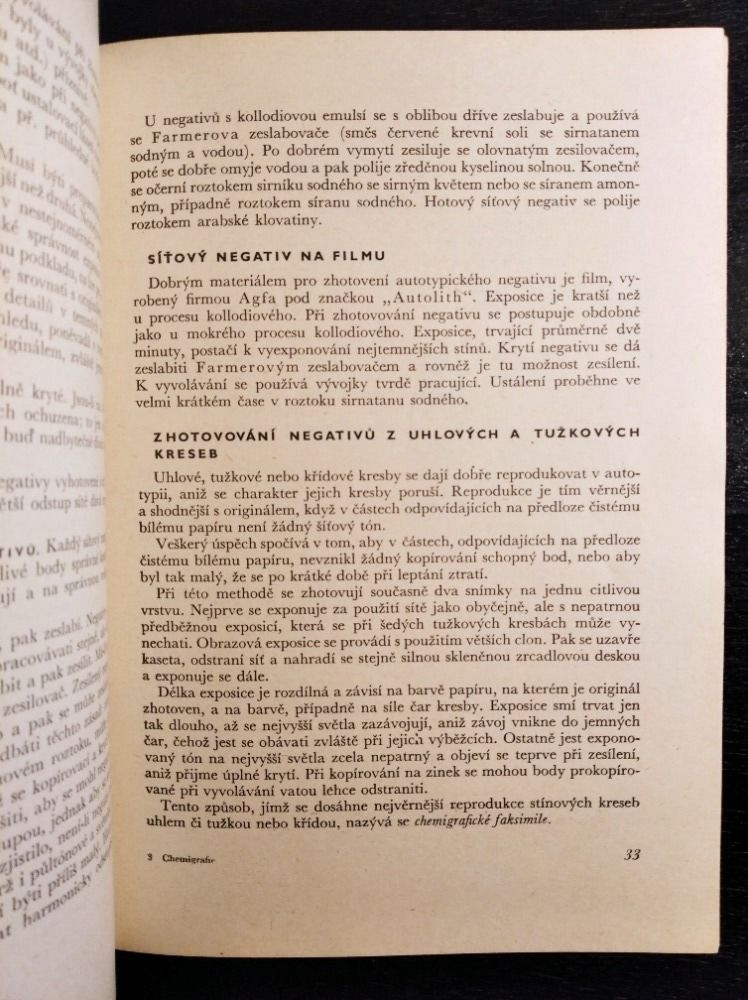 U negativů s kollodiovou emulsí se s oblibou dříve zeslabuje a používá
se Farmerova zeslabovače (směs červené krevní soli se sirnatanem
sodným a vodou). Po dobrém vymytí zesiluje se olovnatým zesilovačem,
poté se dobře omyje vodou a pak polije zředěnou kyselinou solnou. Konečně
se očerní roztokem sirníku sodného se sirným květem nebo se síranem amon-
ným, případně roztokem síranu sodného. Hotový síťový negativ se polije
roztokem arabské klovatiny.
SÍŤOVÝ NEGATIV NA FILMU
Dobrým materiálem pro zhotovení autotypického negativu je film, vy-
robený firmou Agfa pod značkou „Autolith“. Exposice je kratší než
u procesu kollodiového. Při zhotovování negativu se postupuje obdobně
jako u mokrého procesu kollodiového. Exposice, trvající průměrně dvě
minuty, postačí k vyexponování nejtemnějších stínů. Krytí negativu se dá
zeslabiti Farmerovým zeslabovačem a rovněž je tu možnost zesílení.
K vyvolávání se používá vývojky tvrdě pracující. Ustálení proběhne ve
velmi krátkém čase v roztoku sirnatanu sodného.
ZHOTOVOVÁNÍ NEGATIVŮ Z UHLOVÝCH A TUŽKOVÝCH
KRESEB
Uhlové, tužkové nebo křídové kresby se dají dobře reprodukovat v auto-
typii, aniž se charakter jejich kresby poruší. Reprodukce je tím věrnější
a shodnější s originálem, když v částech odpovídajících na předloze čistému
bílému papíru není žádný síťový tón.
Veškerý úspěch spočívá v tom, aby v částech, odpovídajících na předloze
čistému bílému papíru, nevznikl žádný kopírování schopný bod, nebo aby
byl tak malý, že se po krátké době při leptání ztratí.
Při této methodě se zhotovují současně dva snímky na jednu citlivou
vrstvu. Nejprve se exponuje za použití sítě jako obyčejně, ale s nepatrnou
předběžnou exposicí, která se při šedých tužkových kresbách může vy-
nechati. Obrazová exposice se provádí s použitím větších clon. Pak se uzavře
kaseta, odstraní síť a nahradí se stejně silnou skleněnou zrcadlovou deskou
a exponuje se dále.
Délka exposice je rozdílná a závisí na barvě papíru, na kterém je originál
zhotoven, a na barvě, případně na síle čar kresby. Exposice smí trvat jen
tak dlouho, až se nejvyšší světla zazávojují, aniž závoj vnikne do jemných
čar, čehož jest se obávati zvláště při jejich výběžcích. Ostatně jest expono-
vaný tón na nejvyšší světla zcela nepatrný a objeví se teprve při zesílení,
aniž přijme úplné krytí. Při kopírování na zinek se mohou body prokopíro-
vané při vyvolávání vatou lehce odstraniti.
Tento způsob, jímž se dosáhne nejvěrnější reprodukce stínových kreseb
uhlem či tužkou nebo křídou, nazývá se chemigrafické faksimile.
3 Chemigrafie
33